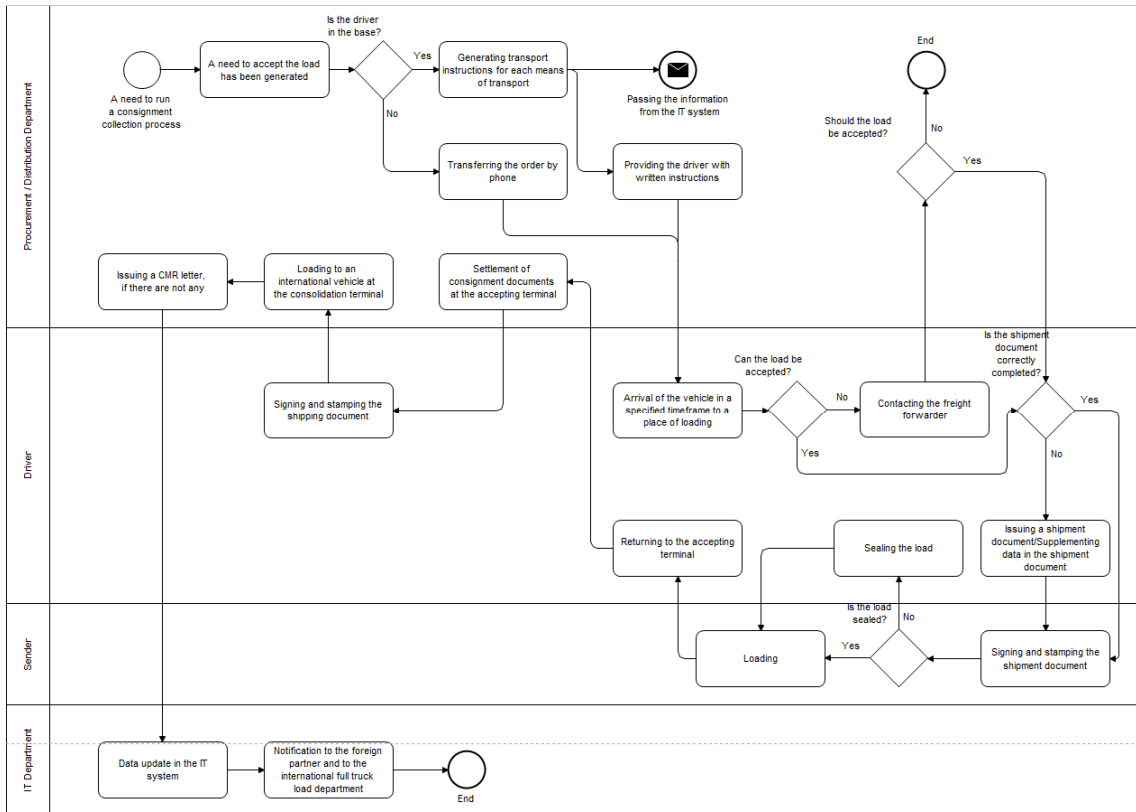 Procurement / Distribution Department
A need to run
a consignment
collection process
A need to accept the load
has been generated
Is the driver
in the base?
Yes
No
Generating transport
instructions for each means
of transport
Passing the information
from the IT system
Transferring the order by
phone
Providing the driver with
written instructions
End
Should the load
be accepted?
No
Yes
Issuing a CMR letter,
if there are not any
Loading to an
international vehicle at
the consolidation terminal
Settlement of
consignment documents
at the accepting terminal
Driver
Signing and stamping the
shipping document
Arrival of the vehicle in a
specified timeframe to a
place of loading
Can the load be
accepted?
No
Yes
Contacting the freight
forwarder
Is the shipment
document
correctly
completed?
Yes
No
Returning to the accepting
terminal
Sealing the load
Issuing a shipment
document/Supplementing
data in the shipment
document
Sender
Loading
Is the load
sealed?
No
Yes
Signing and stamping the
shipment document
IT Department
Data update in the IT
system
Notification to the foreign
partner and to the
international full truck
load department
End